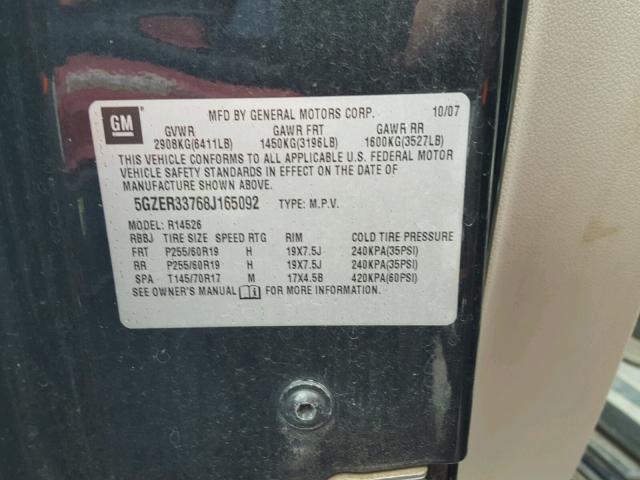 GM
MFD BY GENERAL MOTORS CORP. 10/07
GVWR GAWR FRT GAWR RR
2908KG(6411LB) 1450KG(3196LB) 1600KG(3527LB)
THIS VEHICLE CONFORMS TO ALL APPLICABLE U.S. FEDERAL MOTOR
VEHICLE SAFETY STANDARDS IN EFFECT ON THE DATE OF
MANUFACTURE SHOWN ABOVE.
5GZER33768J165092 TYPE: M.P.V.
MODEL: R14526
RBBJ TIRE SIZE SPEED RTG RIM COLD TIRE PRESSURE
FRT P255/60R19 H 19X7.5J 240KPA(35PSI)
RR P255/60R19 H 19X7.5J 240KPA(35PSI)
SPA T145/70R17 M 17X4.5B 420KPA(60PSI)
SEE OWNER'S MANUAL FOR MORE INFORMATION.